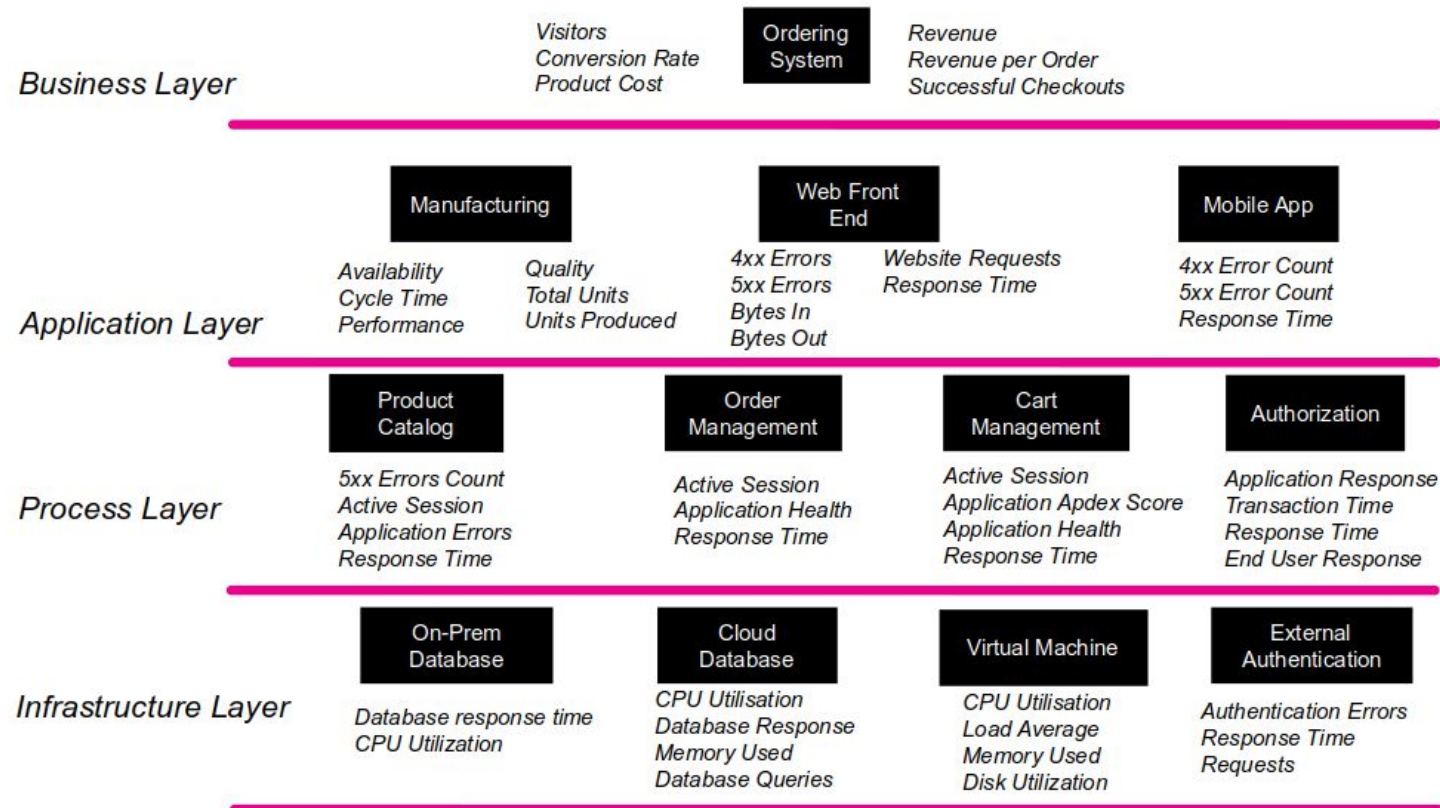 Business Layer
Visitors
Conversion Rate
Product Cost
Ordering
System
Revenue
Revenue per Order
Successful Checkouts
Application Layer
Manufacturing
Availability
Cycle Time
Performance
Quality
Total Units
Units Produced
Web Front
End
4xx Errors
5xx Errors
Bytes In
Bytes Out
Website Requests
Response Time
Mobile App
4xx Error Count
5xx Error Count
Response Time
Process Layer
Product
Catalog
5xx Errors Count
Active Session
Application Errors
Response Time
Order
Management
Active Session
Application Health
Response Time
Cart
Management
Active Session
Application Apdex Score
Application Health
Response Time
Authorization
Application Response
Transaction Time
Response Time
End User Response
Infrastructure Layer
On-Prem
Database
Database response time
CPU Utilization
Cloud
Database
CPU Utilisation
Database Response
Memory Used
Database Queries
Virtual Machine
CPU Utilisation
Load Average
Memory Used
Disk Utilization
External
Authentication
Authentication Errors
Response Time
Requests